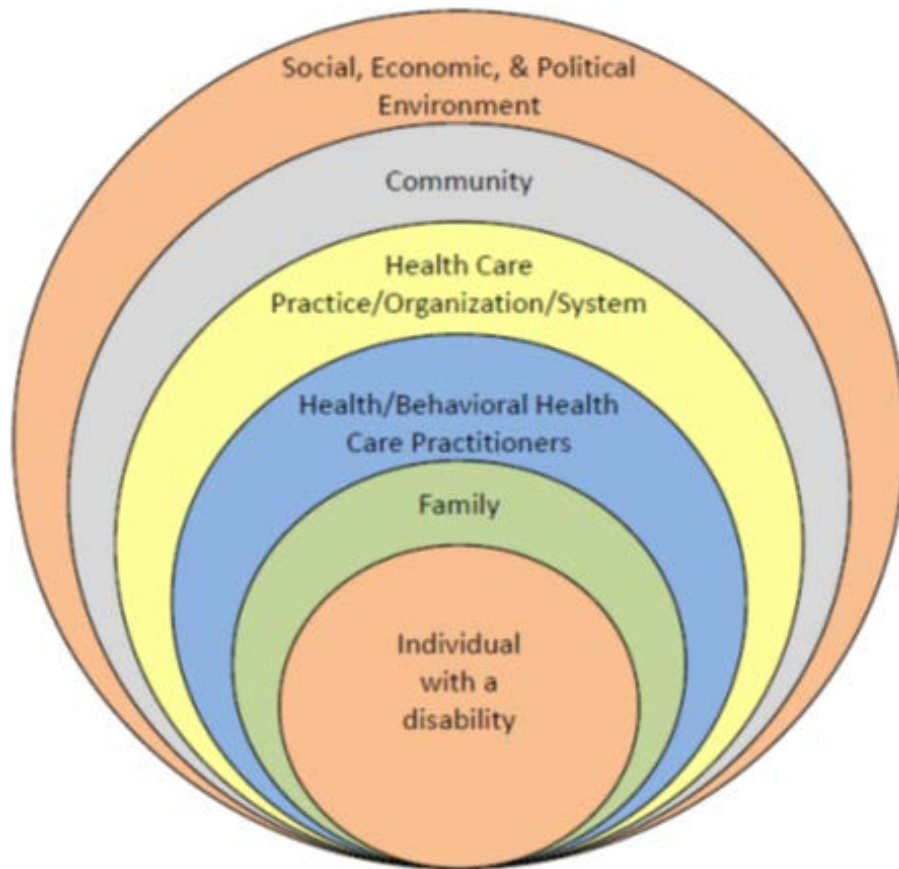 Social, Economic, & Political
Environment
Community
Health Care
Practice/Organization/System
Health/Behavioral Health
Care Practitioners
Family
Individual
with a
disability